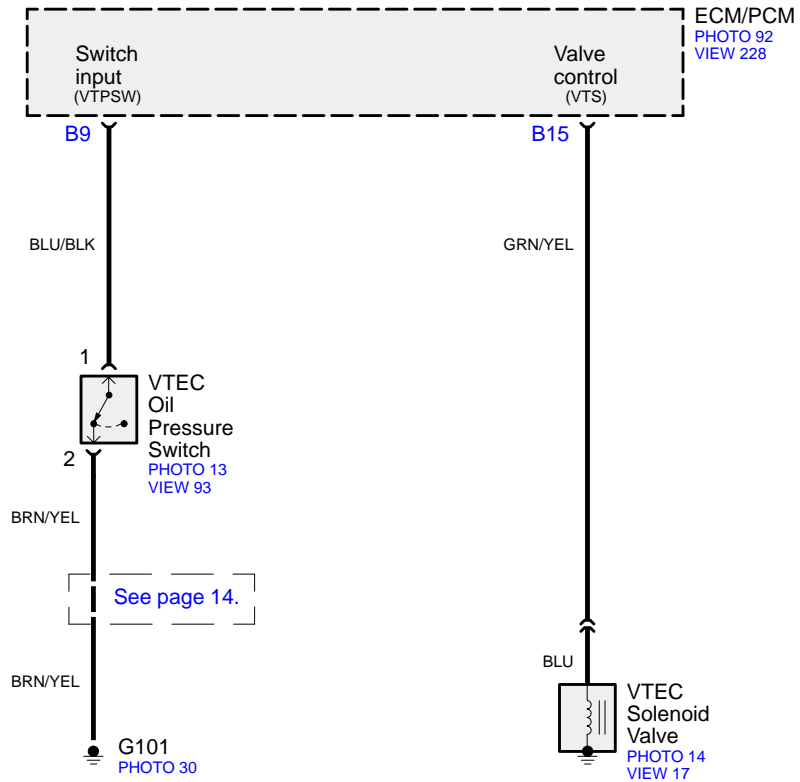 ECM/PCM
PHOTO 92
VIEW 228
Switch
input
(VTPSW)
Valve
control
(VTS)
B9
B15
BLU/BLK
GRN/YEL
1
VTEC
Oil
Pressure
Switch
PHOTO 13
VIEW 93
2
BRN/YEL
See page 14.
BLU
BRN/YEL
VTEC
Solenoid
Valve
PHOTO 14
VIEW 17
G101
PHOTO 30